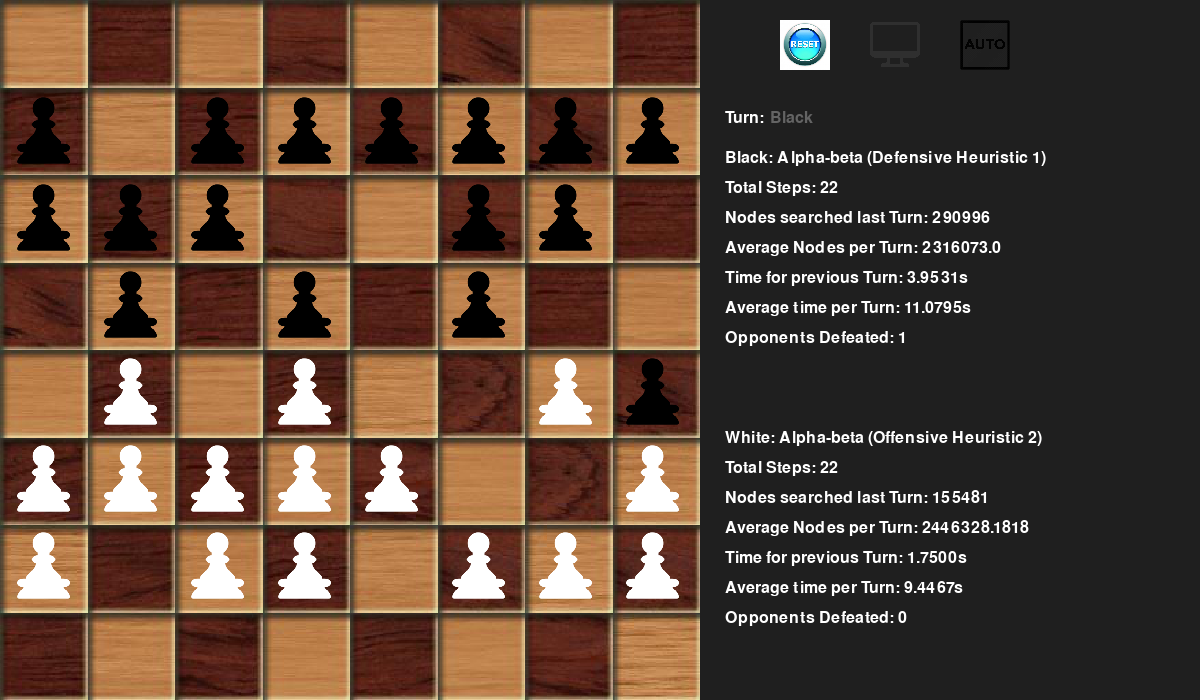 RESET
AUTO
Turn: Black
Black: Alpha-beta (Defensive Heuristic 1)
Total Steps: 22
Nodes searched last Turn: 290996
Average Nodes per Turn: 2316073.0
Time for previous Turn: 3.9531s
Average time per Turn: 11.0795s
Opponents Defeated: 1
White: Alpha-beta (Offensive Heuristic 2)
Total Steps: 22
Nodes searched last Turn: 155481
Average Nodes per Turn: 2446328.1818
Time for previous Turn: 1.7500s
Average time per Turn: 9.4467s
Opponents Defeated: 0